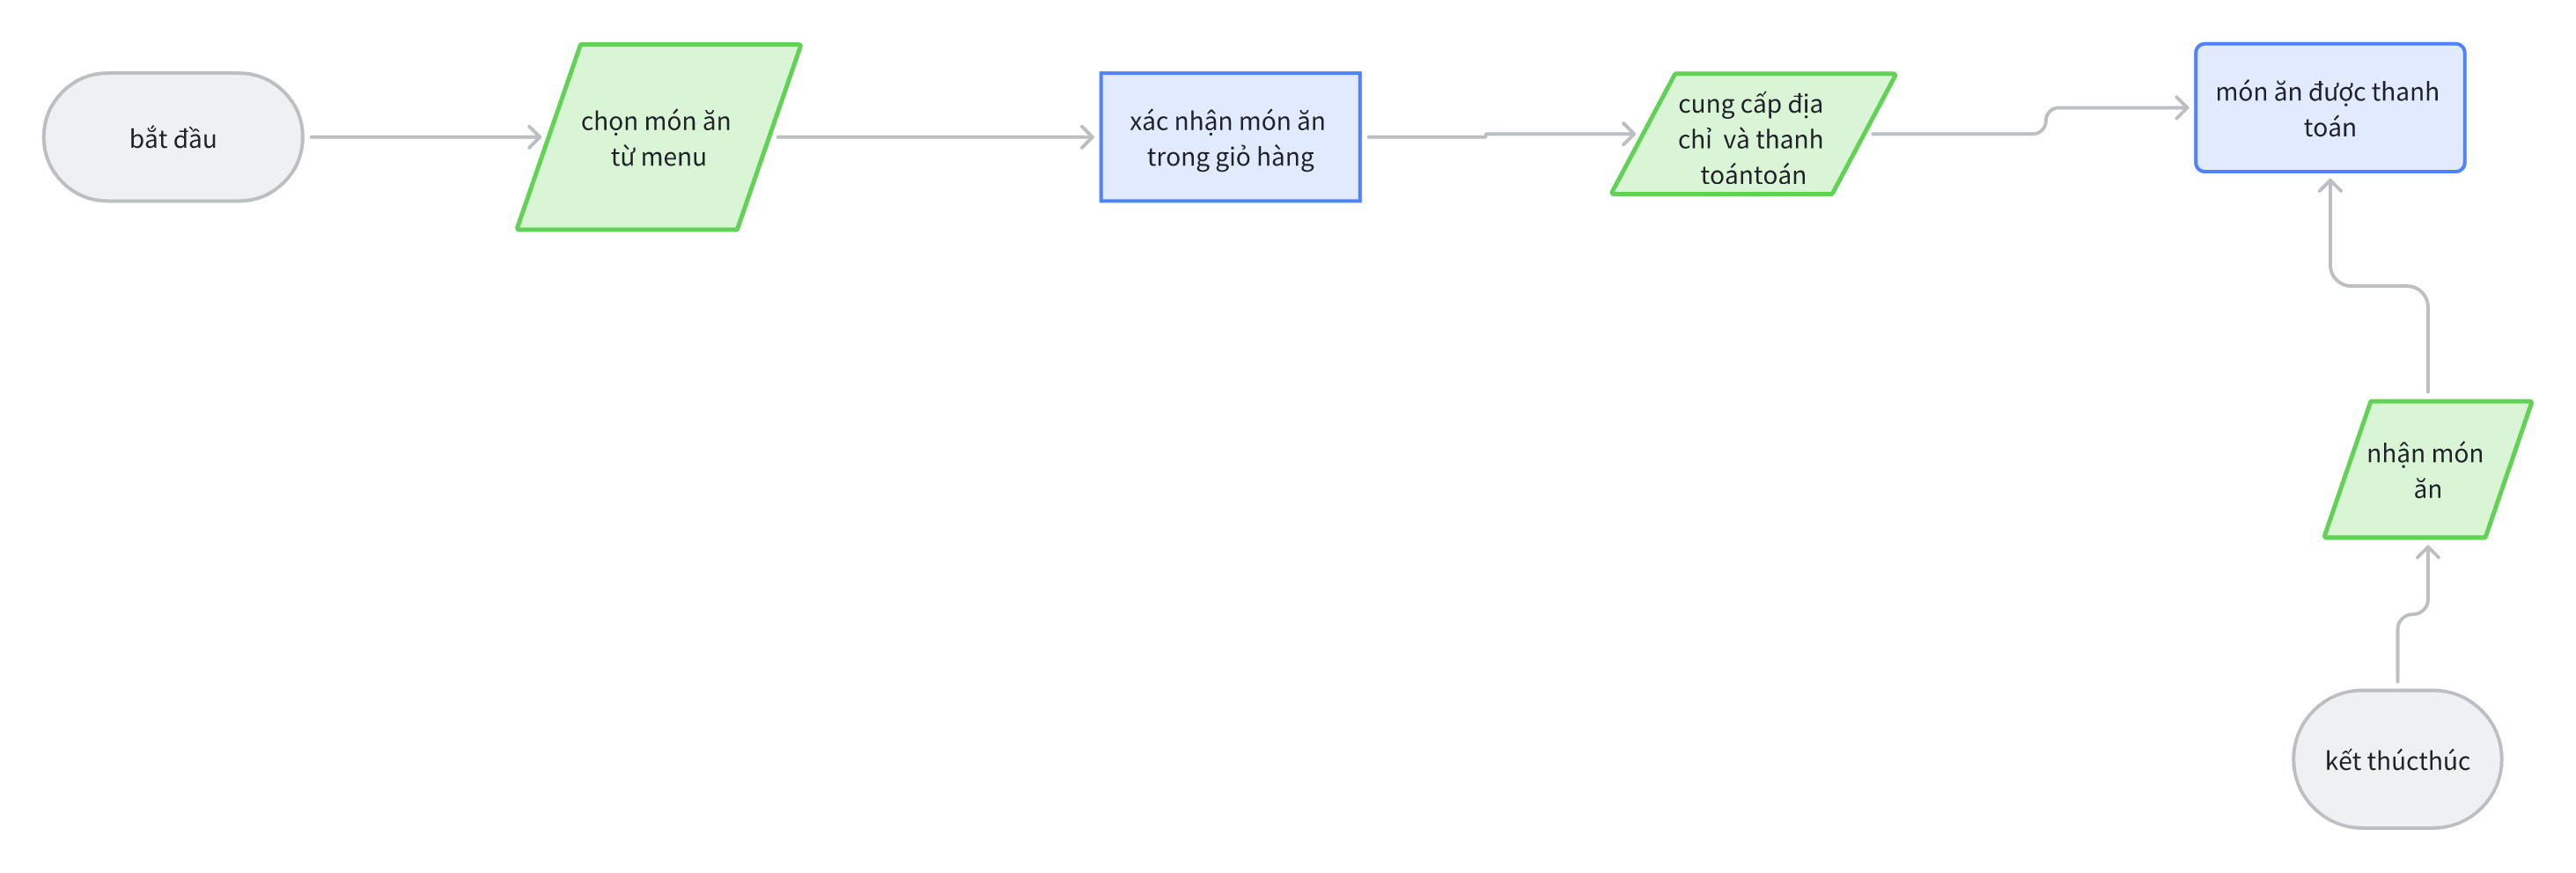 bắt đầu
chọn món ăn
từ menu
xác nhận món ăn
trong giỏ hàng
cung cấp địa
chỉ  và thanh
toántoán
món ăn được thanh
toán
nhận món
ăn
kết thúcthúc